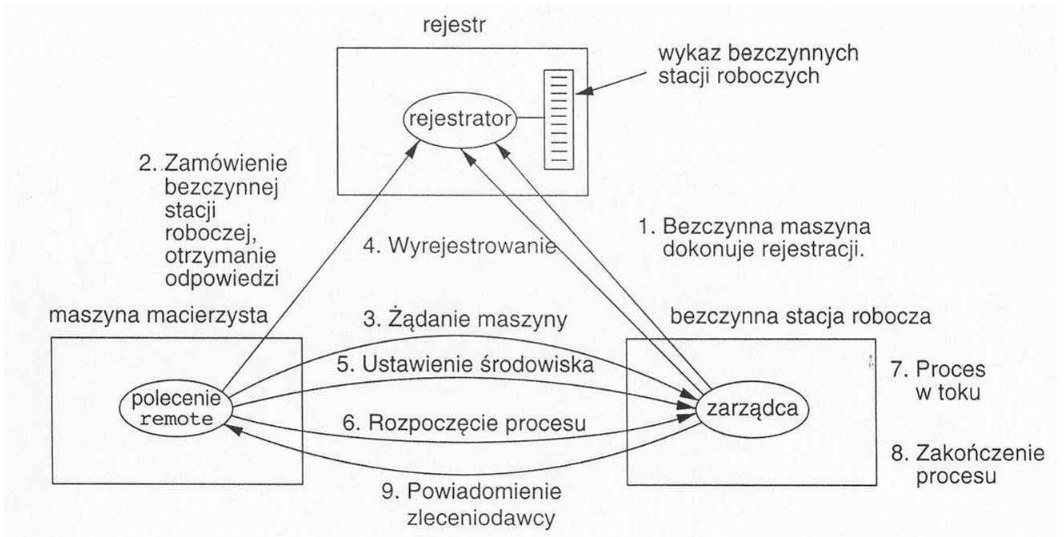 rejestr
wykaz bezczynnych
stacji roboczych
rejestrator
2. Zamówienie
bezczynnej
stacji
roboczej,
otrzymanie
odpowiedzi
4. Wyrejestrowanie
1. Bezczynna maszyna
dokonuje rejestracji.
maszyna macierzysta
3. Żądanie maszyny
bezczynna stacja robocza
5. Ustawienie środowiska
7. Proces
w toku
polecenie
remote
zarządca
6. Rozpoczęcie procesu
8. Zakończenie
procesu
9. Powiadomienie
zleceniodawcy